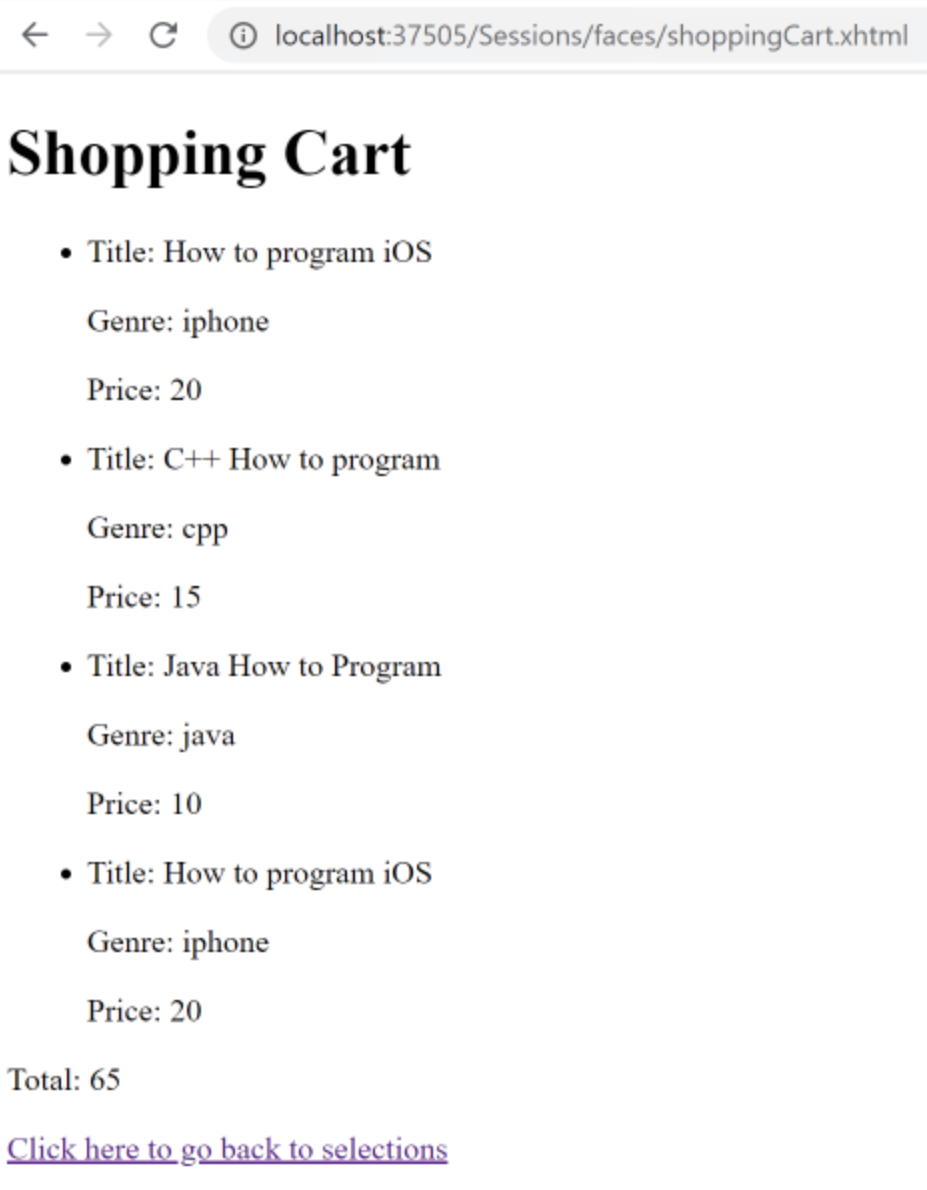 localhost:37505/Sessions/faces/shoppingCart.xhtml
Shopping Cart
• Title: How to program iOS
Genre: iphone
Price: 20
• Title: C++ How to program
Genre: cpp
Price: 15
• Title: Java How to Program
Genre: java
Price: 10
• Title: How to program iOS
Genre: iphone
Price: 20
Total: 65
Click here to go back to selections